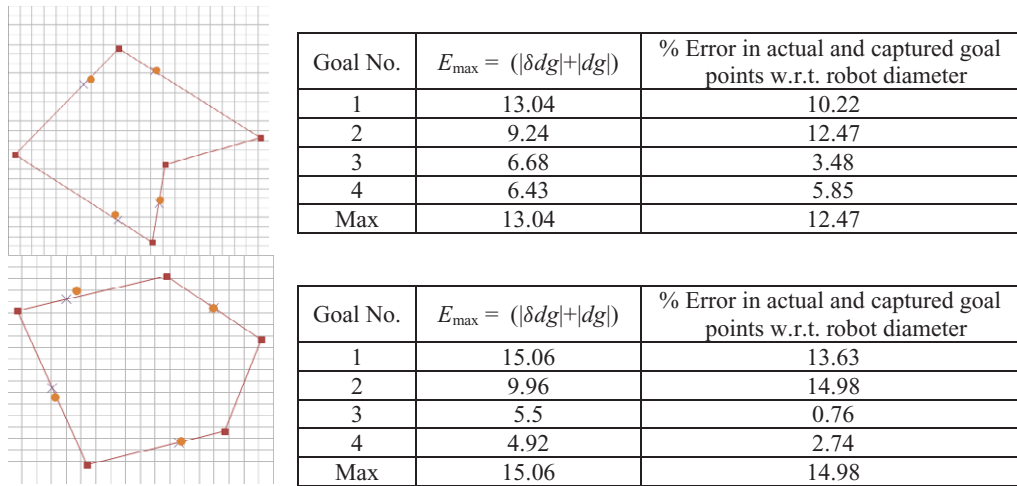 Goal No. Emax = (|δdg|+|dg|) % Error in actual and captured goal
points w.r.t. robot diameter
1 13.04 10.22
2 9.24 12.47
3 6.68 3.48
4 6.43 5.85
Max 13.04 12.47
Goal No. Emax = (|δdg|+|dg|) % Error in actual and captured goal
points w.r.t. robot diameter
1 15.06 13.63
2 9.96 14.98
3 5.5 0.76
4 4.92 2.74
Max 15.06 14.98